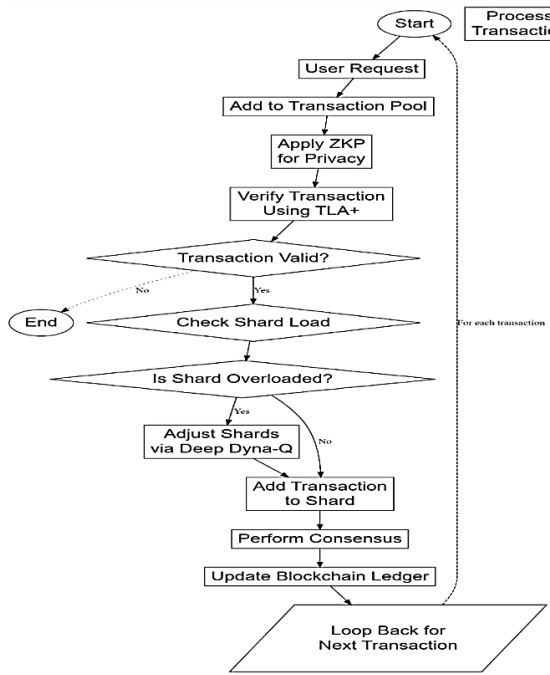 Start
Process
Transaction
User Request
Add to Transaction Pool
Apply ZKP
for Privacy
Verify Transaction
Using TLA+
Transaction Valid?
No
Yes
End
Check Shard Load
For each transaction
Is Shard Overloaded?
Yes
No
Adjust Shards
via Deep Dyna-Q
Add Transaction
to Shard
Perform Consensus
Update Blockchain Ledger
Loop Back for
Next Transaction